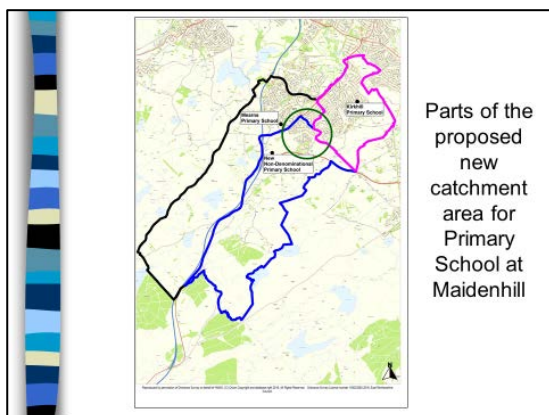 Kirkhill
Primary School
Mearns
Primary School
New
Non-Denominational
Primary School
Parts of the
proposed
new
catchment
area for
Primary
School at
Maidenhill
N